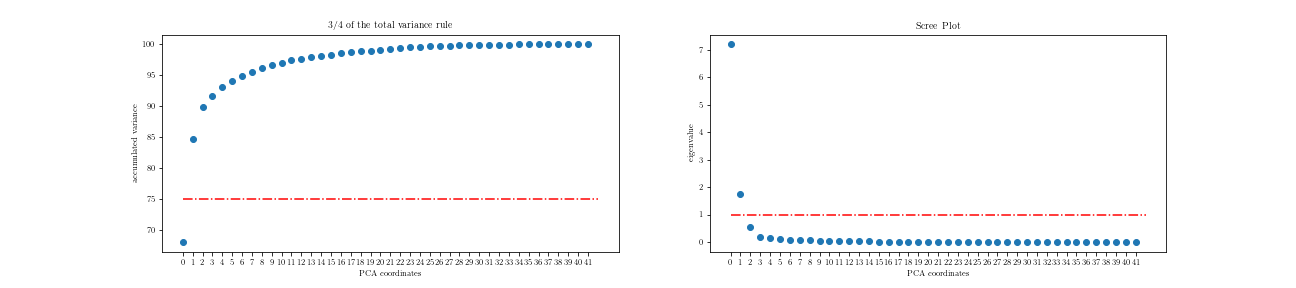 3/4 of the total variance rule
accumulated variance
100
95
90
85
80
75
70
0 1 2 3 4 5 6 7 8 9 10 11 12 13 14 15 16 17 18 19 20 21 22 23 24 25 26 27 28 29 30 31 32 33 34 35 36 37 38 39 40 41
PCA coordinates
Scree Plot
eigenvalue
7
6
5
4
3
2
1
0
0 1 2 3 4 5 6 7 8 9 10 11 12 13 14 15 16 17 18 19 20 21 22 23 24 25 26 27 28 29 30 31 32 33 34 35 36 37 38 39 40 41
PCA coordinates